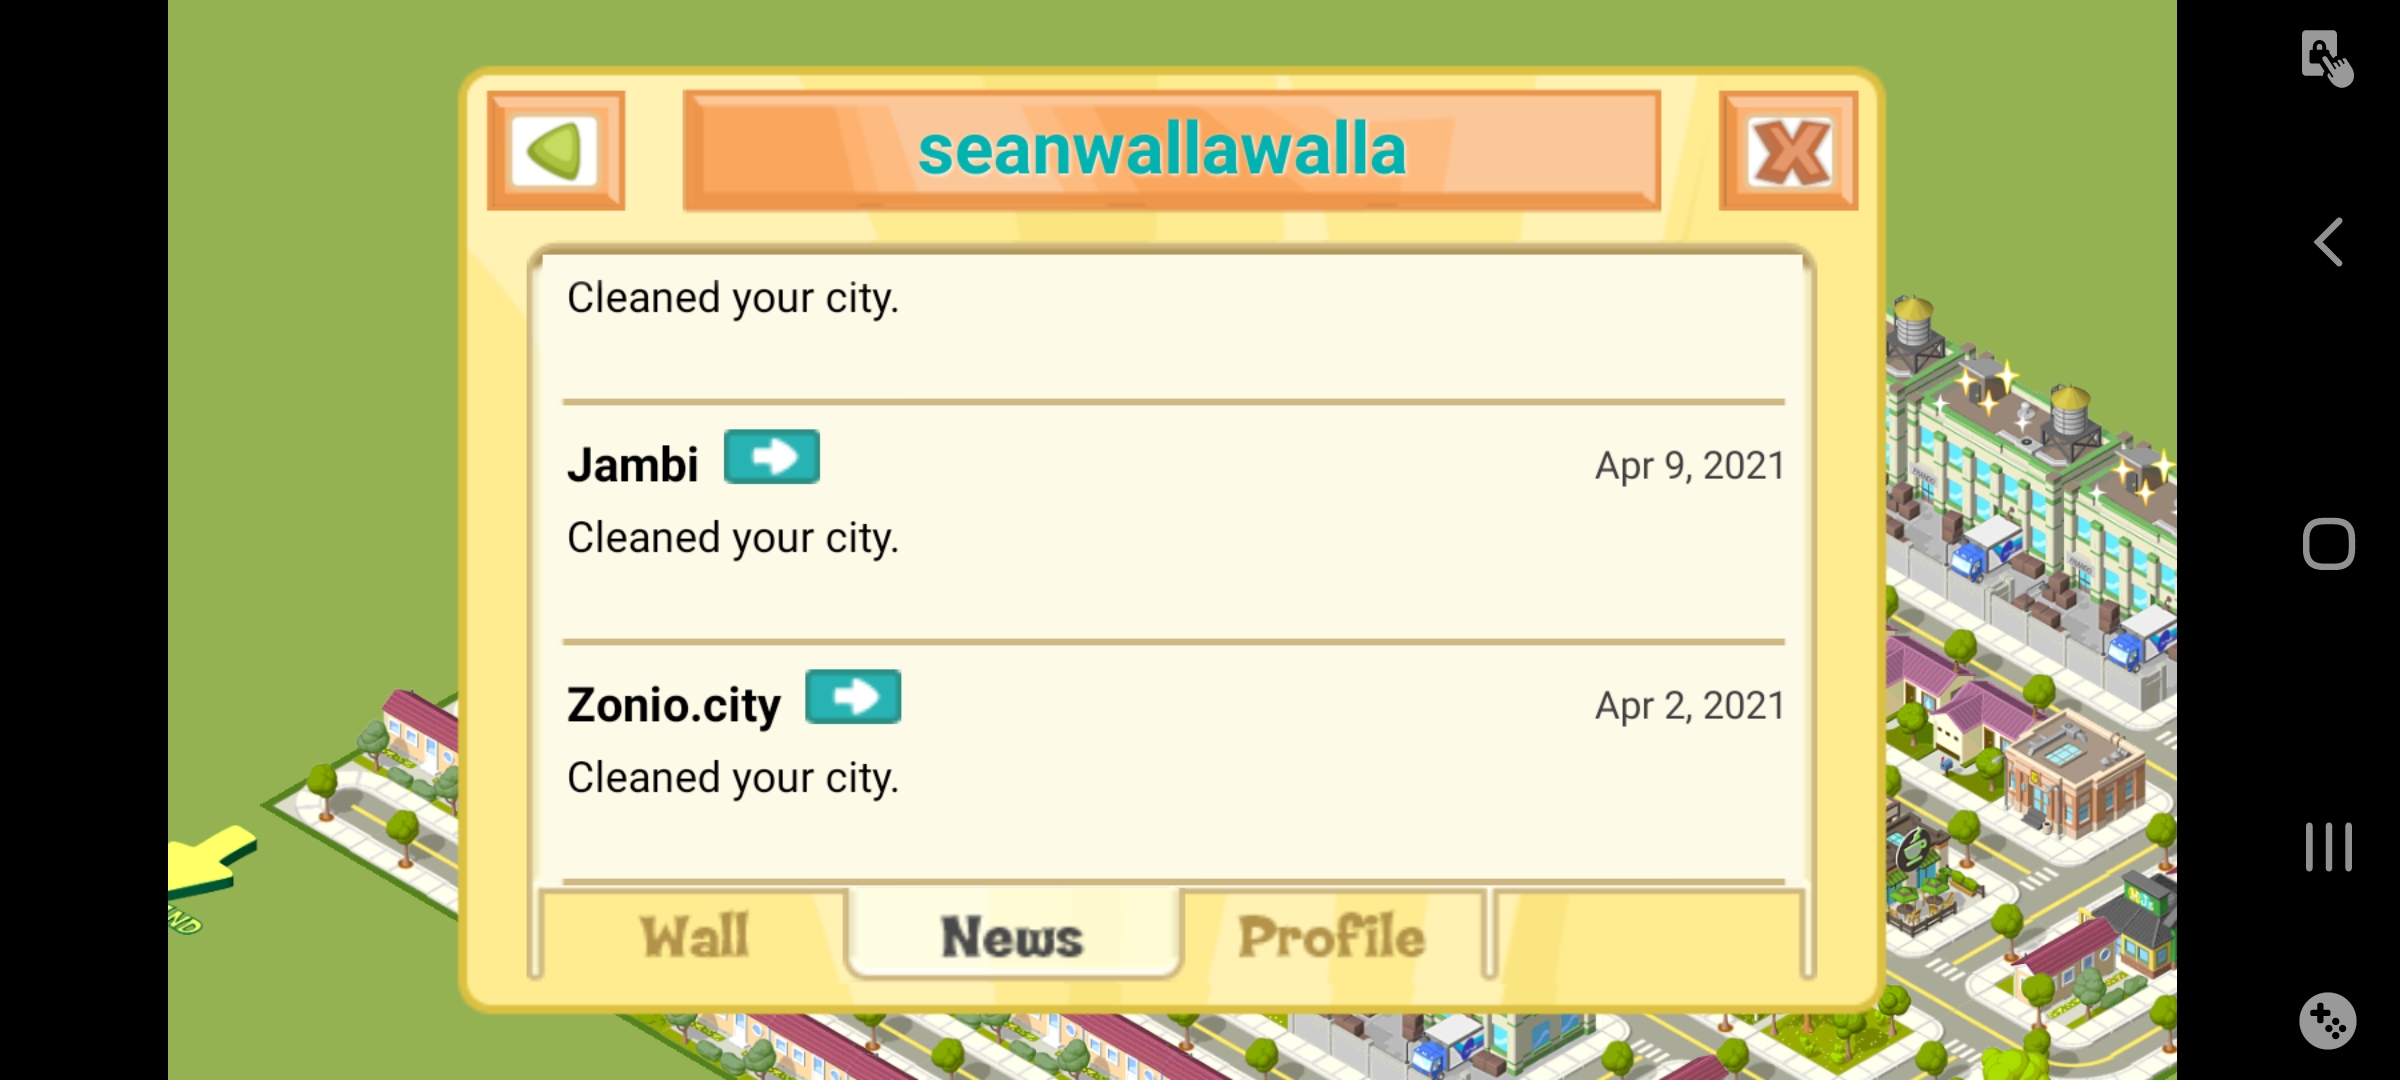 seanwallawalla
Cleaned your city.
Jambi
Apr 9, 2021
Cleaned your city.
Zonio.city
Apr 2, 2021
Cleaned your city.
Wall
News
Profile